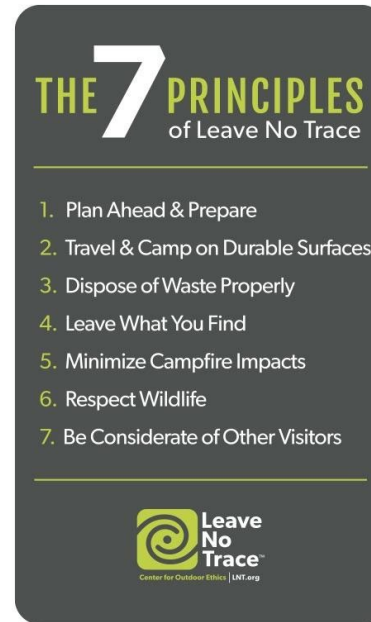 THE 7 PRINCIPLES
of Leave No Trace
1. Plan Ahead & Prepare
2. Travel & Camp on Durable Surfaces
3. Dispose of Waste Properly
4. Leave What You Find
5. Minimize Campfire Impacts
6. Respect Wildlife
7. Be Considerate of Other Visitors
Leave
No
Trace™
Center for Outdoor Ethics | LNT.org